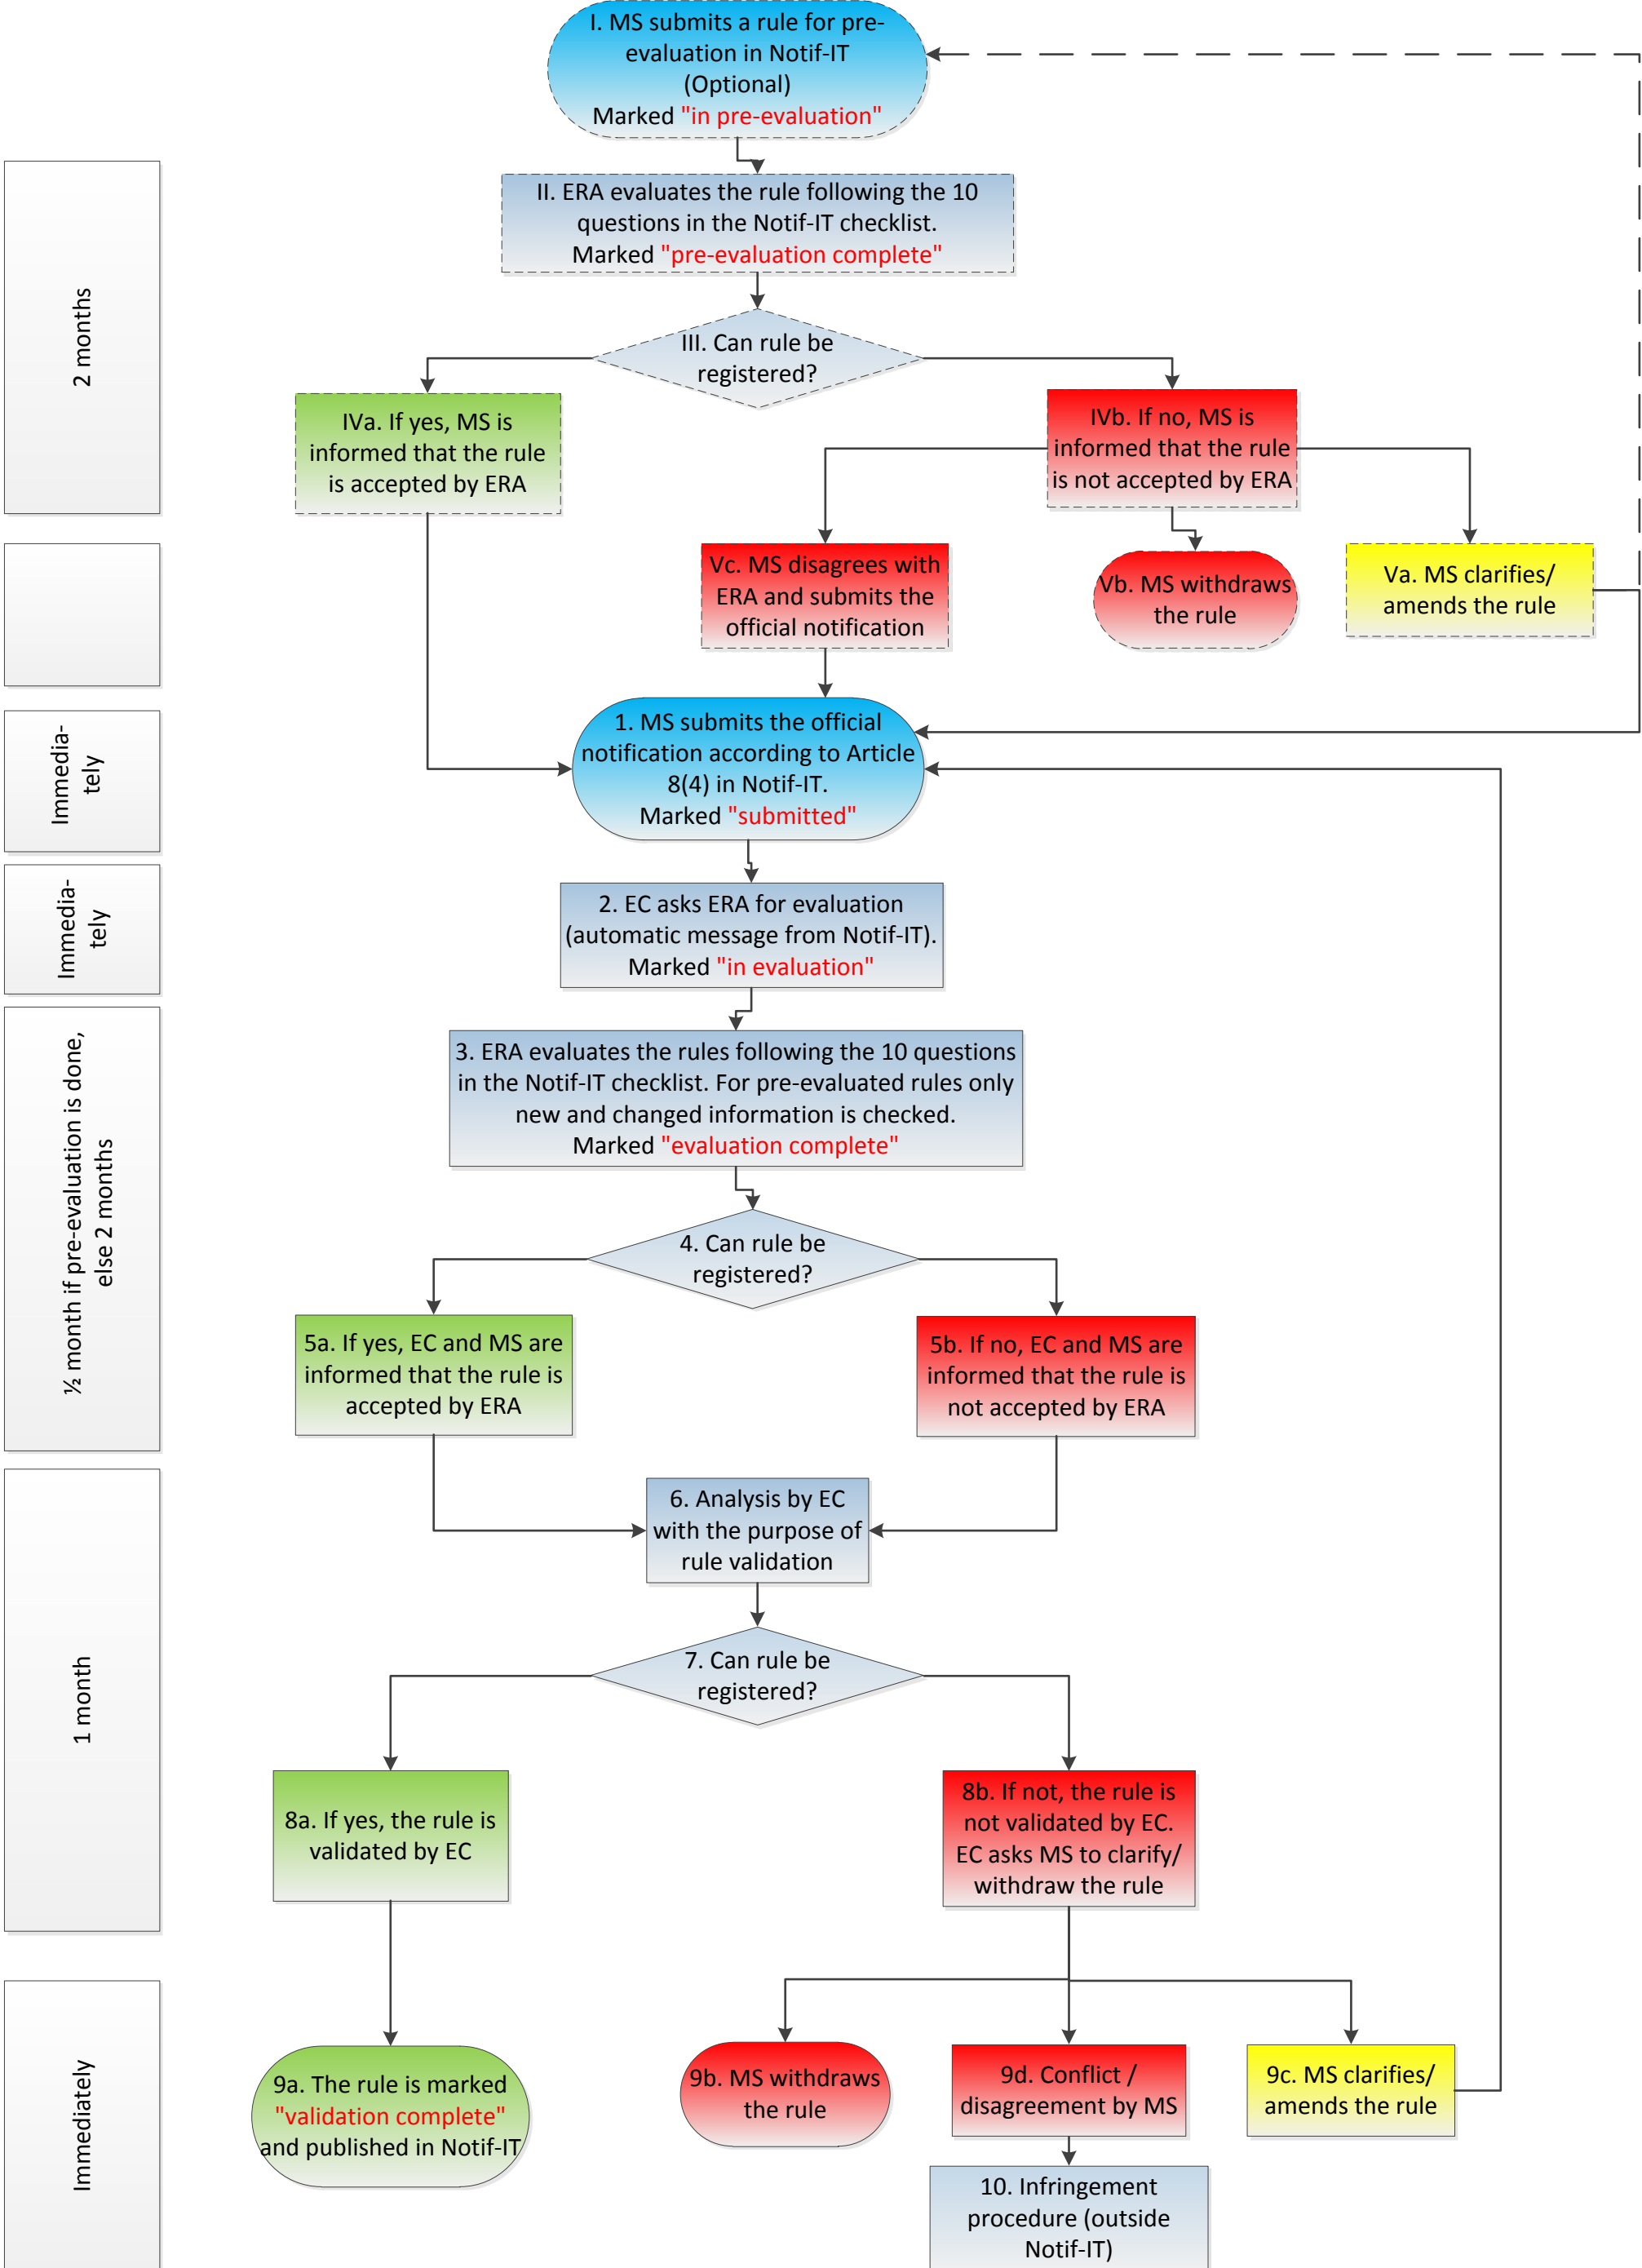 I. MS submits a rule for pre-
evaluation in Notif-IT
(Optional)
Marked "in pre-evaluation"
2 months
II. ERA evaluates the rule following the 10
questions in the Notif-IT checklist.
Marked "pre-evaluation complete"
III. Can rule be
registered?
IVa. If yes, MS is
informed that the rule
is accepted by ERA
IVb. If no, MS is
informed that the rule
is not accepted by ERA
Vc. MS disagrees with
ERA and submits the
official notification
Vb. MS withdraws
the rule
Va. MS clarifies/
amends the rule
Immedia-
tely
1. MS submits the official
notification according to Article
8(4) in Notif-IT.
Marked "submitted"
Immedia-
tely
2. EC asks ERA for evaluation
(automatic message from Notif-IT).
Marked "in evaluation"
½ month if pre-evaluation is done,
else 2 months
3. ERA evaluates the rules following the 10 questions
in the Notif-IT checklist. For pre-evaluated rules only
new and changed information is checked.
Marked "evaluation complete"
4. Can rule be
registered?
5a. If yes, EC and MS are
informed that the rule is
accepted by ERA
5b. If no, EC and MS are
informed that the rule is
not accepted by ERA
1 month
6. Analysis by EC
with the purpose of
rule validation
7. Can rule be
registered?
8a. If yes, the rule is
validated by EC
8b. If not, the rule is
not validated by EC.
EC asks MS to clarify/
withdraw the rule
Immediately
9a. The rule is marked
"validation complete"
and published in Notif-IT
9b. MS withdraws
the rule
9d. Conflict /
disagreement by MS
9c. MS clarifies/
amends the rule
10. Infringement
procedure (outside
Notif-IT)